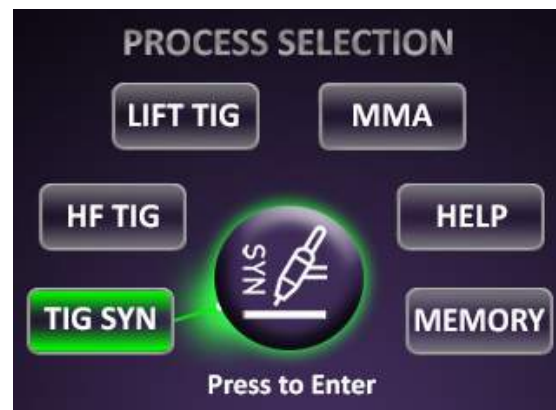 PROCESS SELECTION
LIFT TIG
MMA
HF TIG
HELP
SYN
TIG SYN
MEMORY
Press to Enter